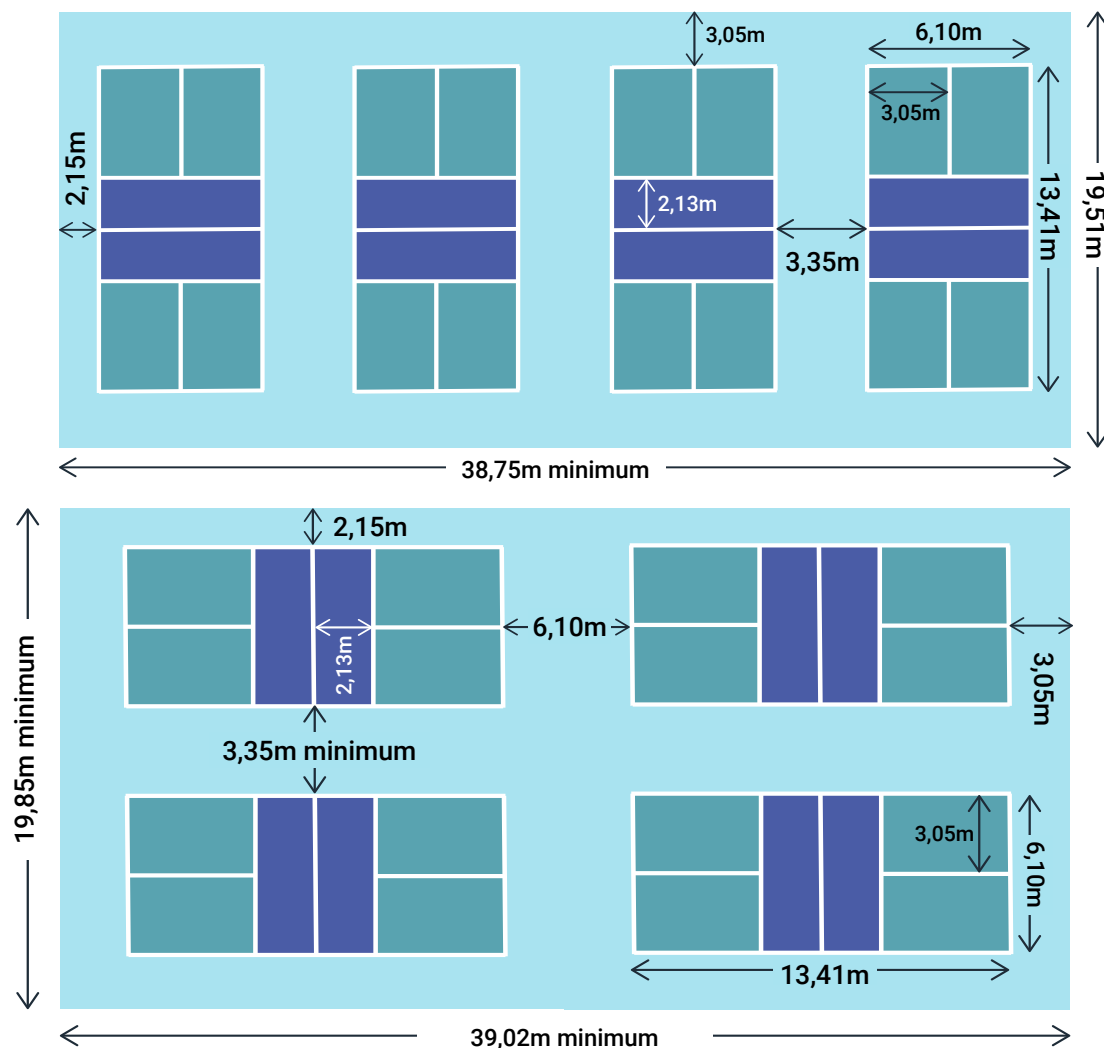 3,05m
6,10m
3,05m
2,15m
2,13m
3,35m
13,41m
19,51m
38,75m minimum
2,15m
2,13m
6,10m
3,05m
3,35m minimum
19,85m minimum
3,05m
6,10m
13,41m
39,02m minimum